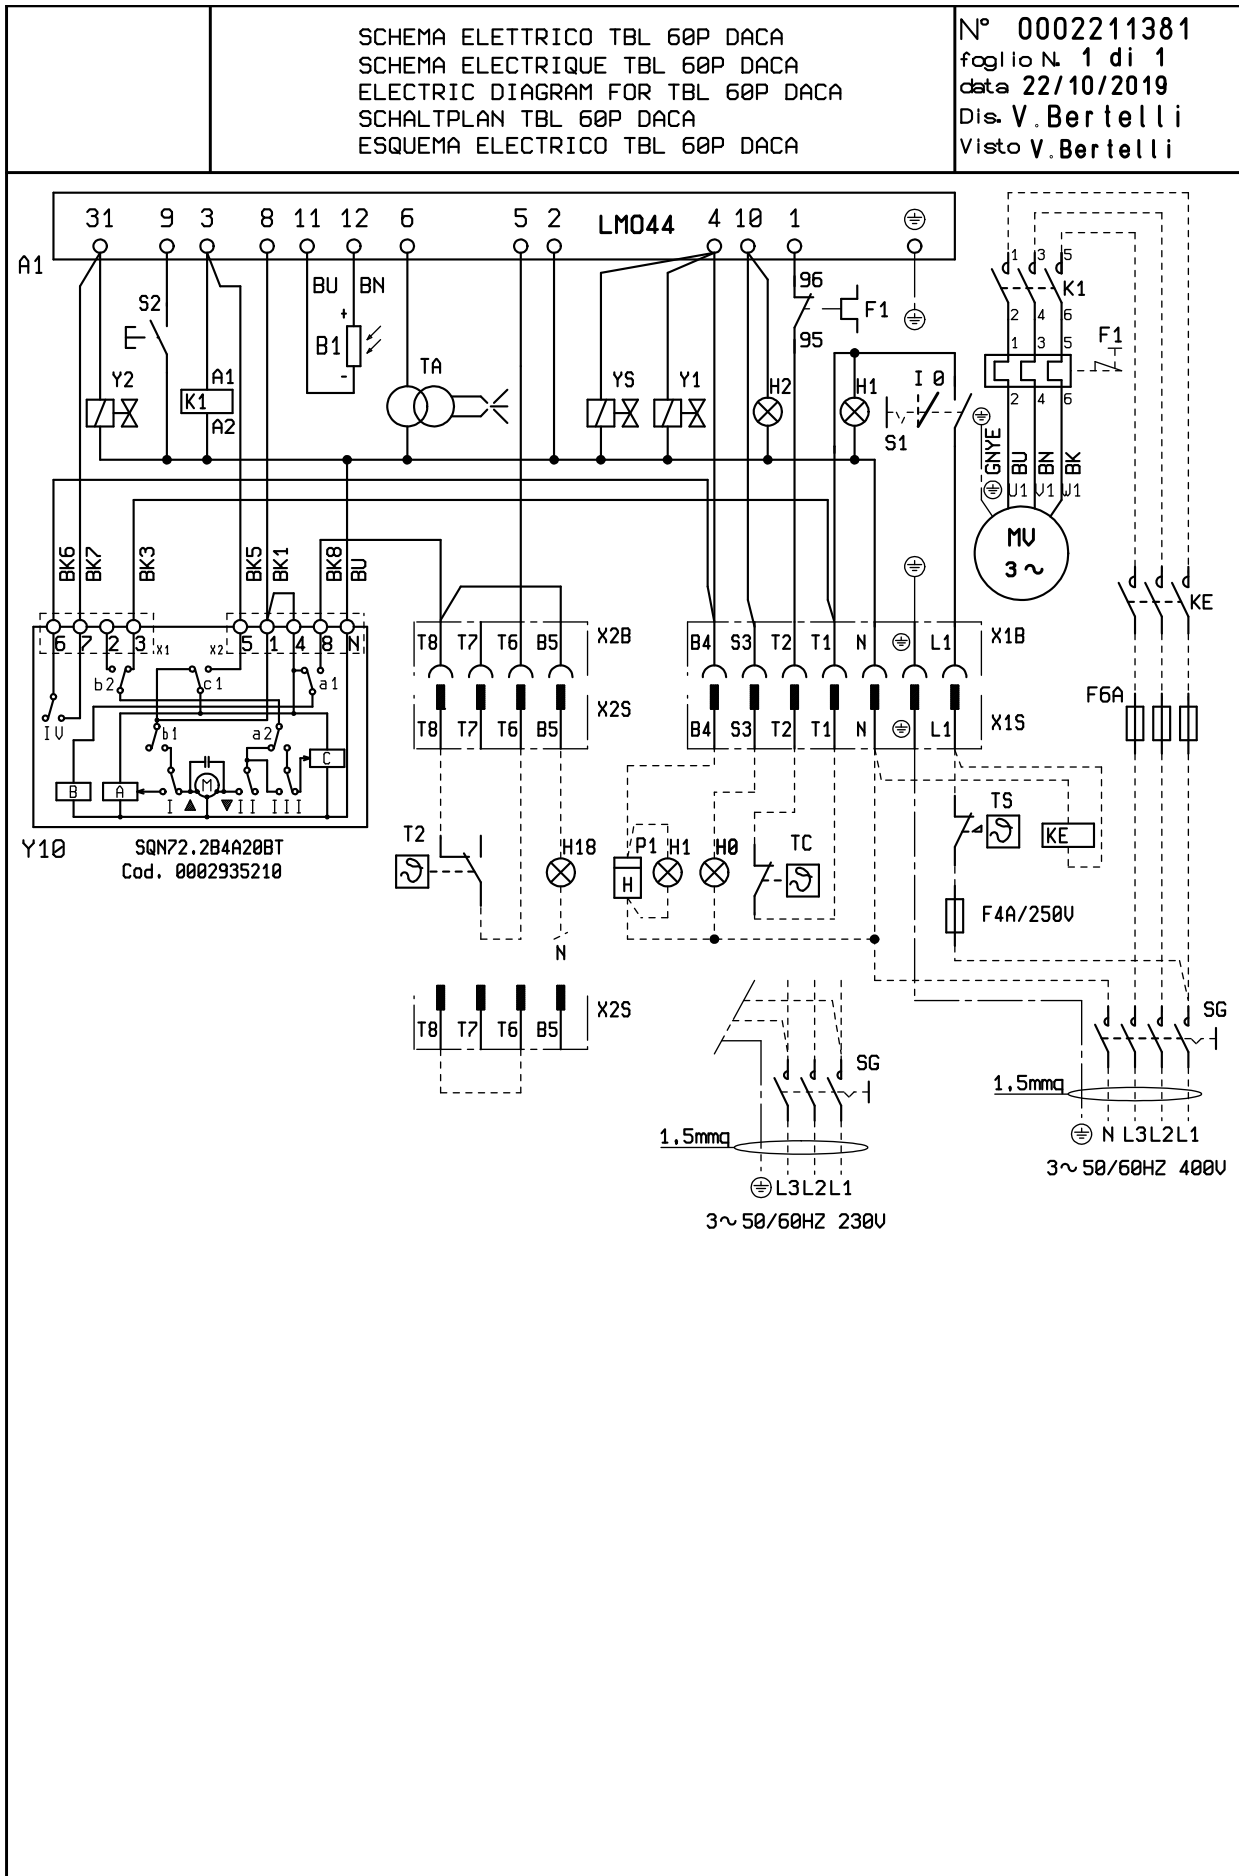 SCHEMA ELETTRICO TBL 60P DACA
SCHEMA ELECTRIQUE TBL 60P DACA
ELECTRIC DIAGRAM FOR TBL 60P DACA
SCHALTPLAN TBL 60P DACA
ESQUEMA ELECTRICO TBL 60P DACA
N° 0002211381
foglio N. 1 di 1
data 22/10/2019
Dis. V.Bertelli
Visto V.Bertelli
31 9 3 8 11 12 6 5 2 LMO44 4 10 1
A1
BU BN
S2
+
B1
-
96
F1
95
1 3 5
K1
2 4 6
1 3 5
F1
2 4 6
Y2
A1
K1
A2
TA
YS Y1 H2 H1
I 0
S1
GNYE BU BN BK
U1 V1 W1
MV
3~
BK6 BK7 BK3 BK5 BK1 BK8 BU
KE
6 7 2 3 X1 X2 5 1 4 8 N
T8 T7 T6 B5 X2B
B4 S3 T2 T1 N L1 X1B
b2 c1 a1
IV b1 a2
T8 T7 T6 B5 X2S
B4 S3 T2 T1 N L1 X1S
F6A
B A M C
I II III
Y10
SQN72.2B4A20BT
Cod. 0002935210
T2 H18
P1 H1 H0 TC
H
TS
KE
F4A/250V
N
T8 T7 T6 B5 X2S
SG
1,5mmq
L3L2L1
3~50/60HZ 230V
SG
1,5mmq
N L3L2L1
3~50/60HZ 400V